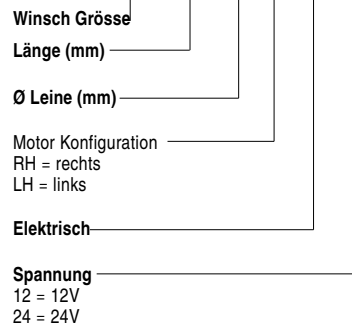 Winsch Grösse
Länge (mm)
Ø Leine (mm)
Motor Konfiguration
RH = rechts
LH = links
Elektrisch
Spannung
12 = 12V
24 = 24V